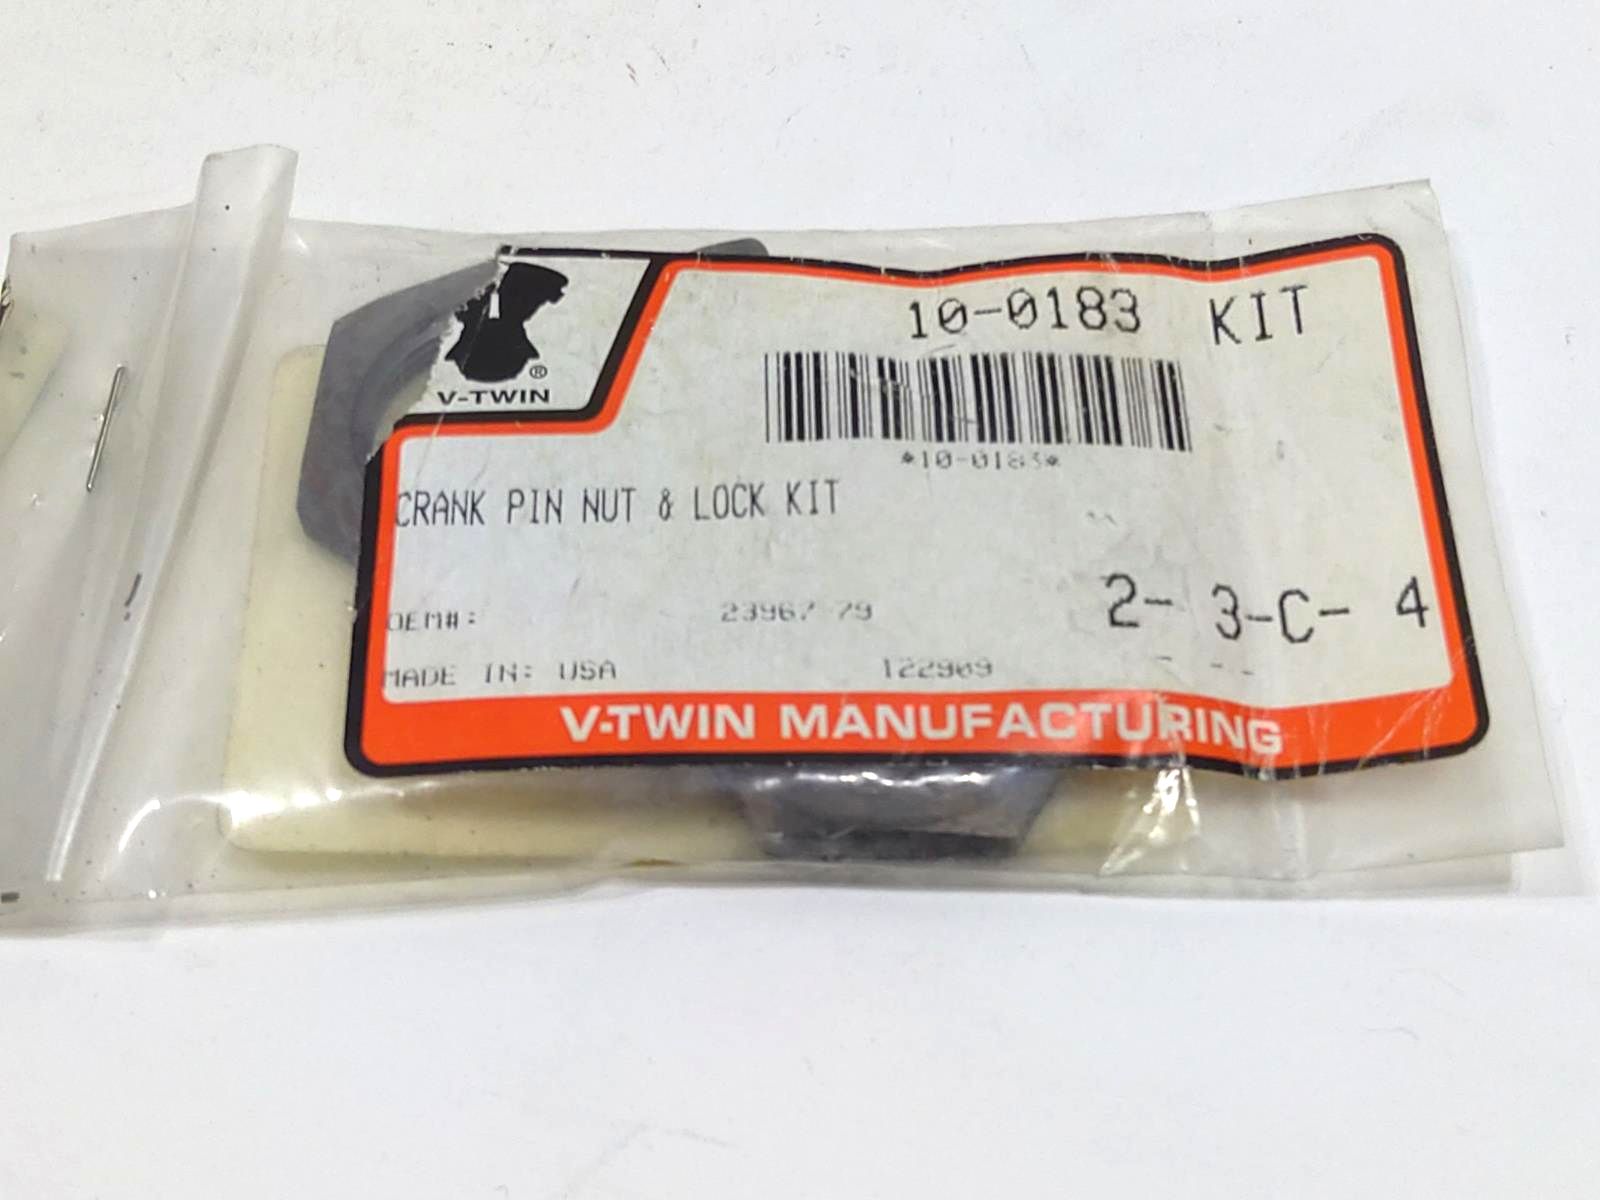 10-0183 KIT
®
V-TWIN
*10-0183*
CRANK PIN NUT & LOCK KIT
OEM#: 23967-79
2- 3-C- 4
MADE IN: USA 122909
V-TWIN MANUFACTURING